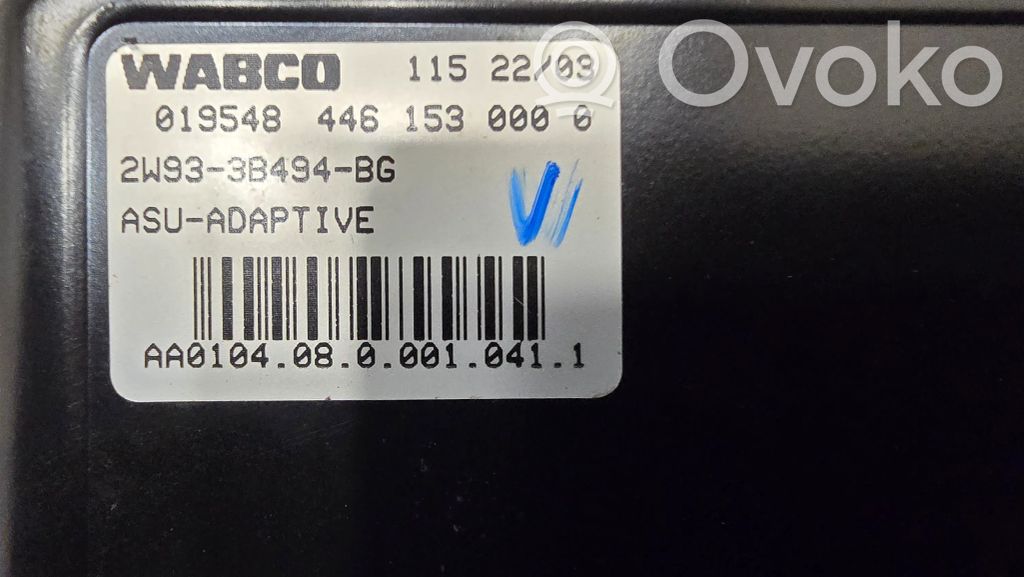 WABCO 115 22/03
019548 446 153 000 0
2W93-3B494-BG
ASU-ADAPTIVE
AA0104.08.0.001.041.1
Ovoko